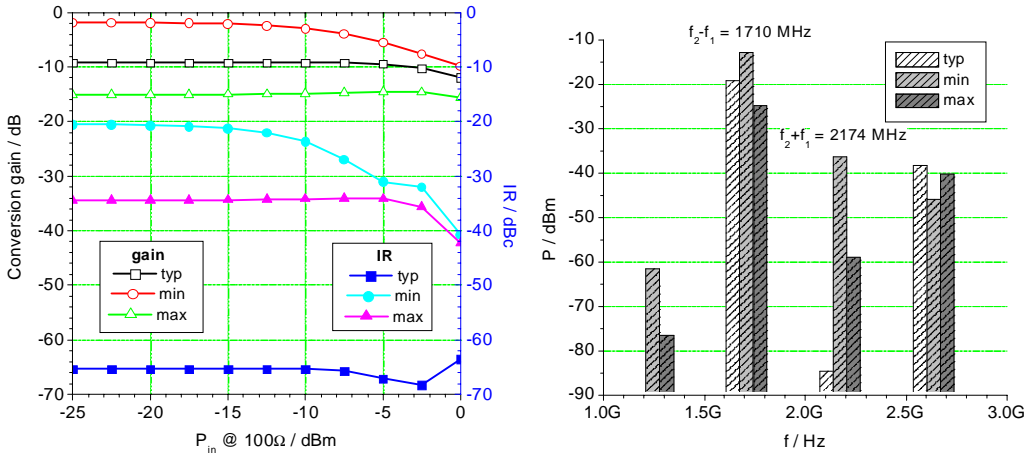 0
-10
-20
-30
-40
-50
-60
-70
Conversion gain / dB
-25
-20
-15
-10
-5
0
P_in @ 100Ω / dBm
0
-10
-20
-30
-40
-50
-60
-70
IR / dBc
gain
typ
min
max
IR
typ
min
max
f₂-f₁ = 1710 MHz
f₂+f₁ = 2174 MHz
typ
min
max
-10
-20
-30
-40
-50
-60
-70
-80
-90
P / dBm
1.0G
1.5G
2.0G
2.5G
3.0G
f / Hz